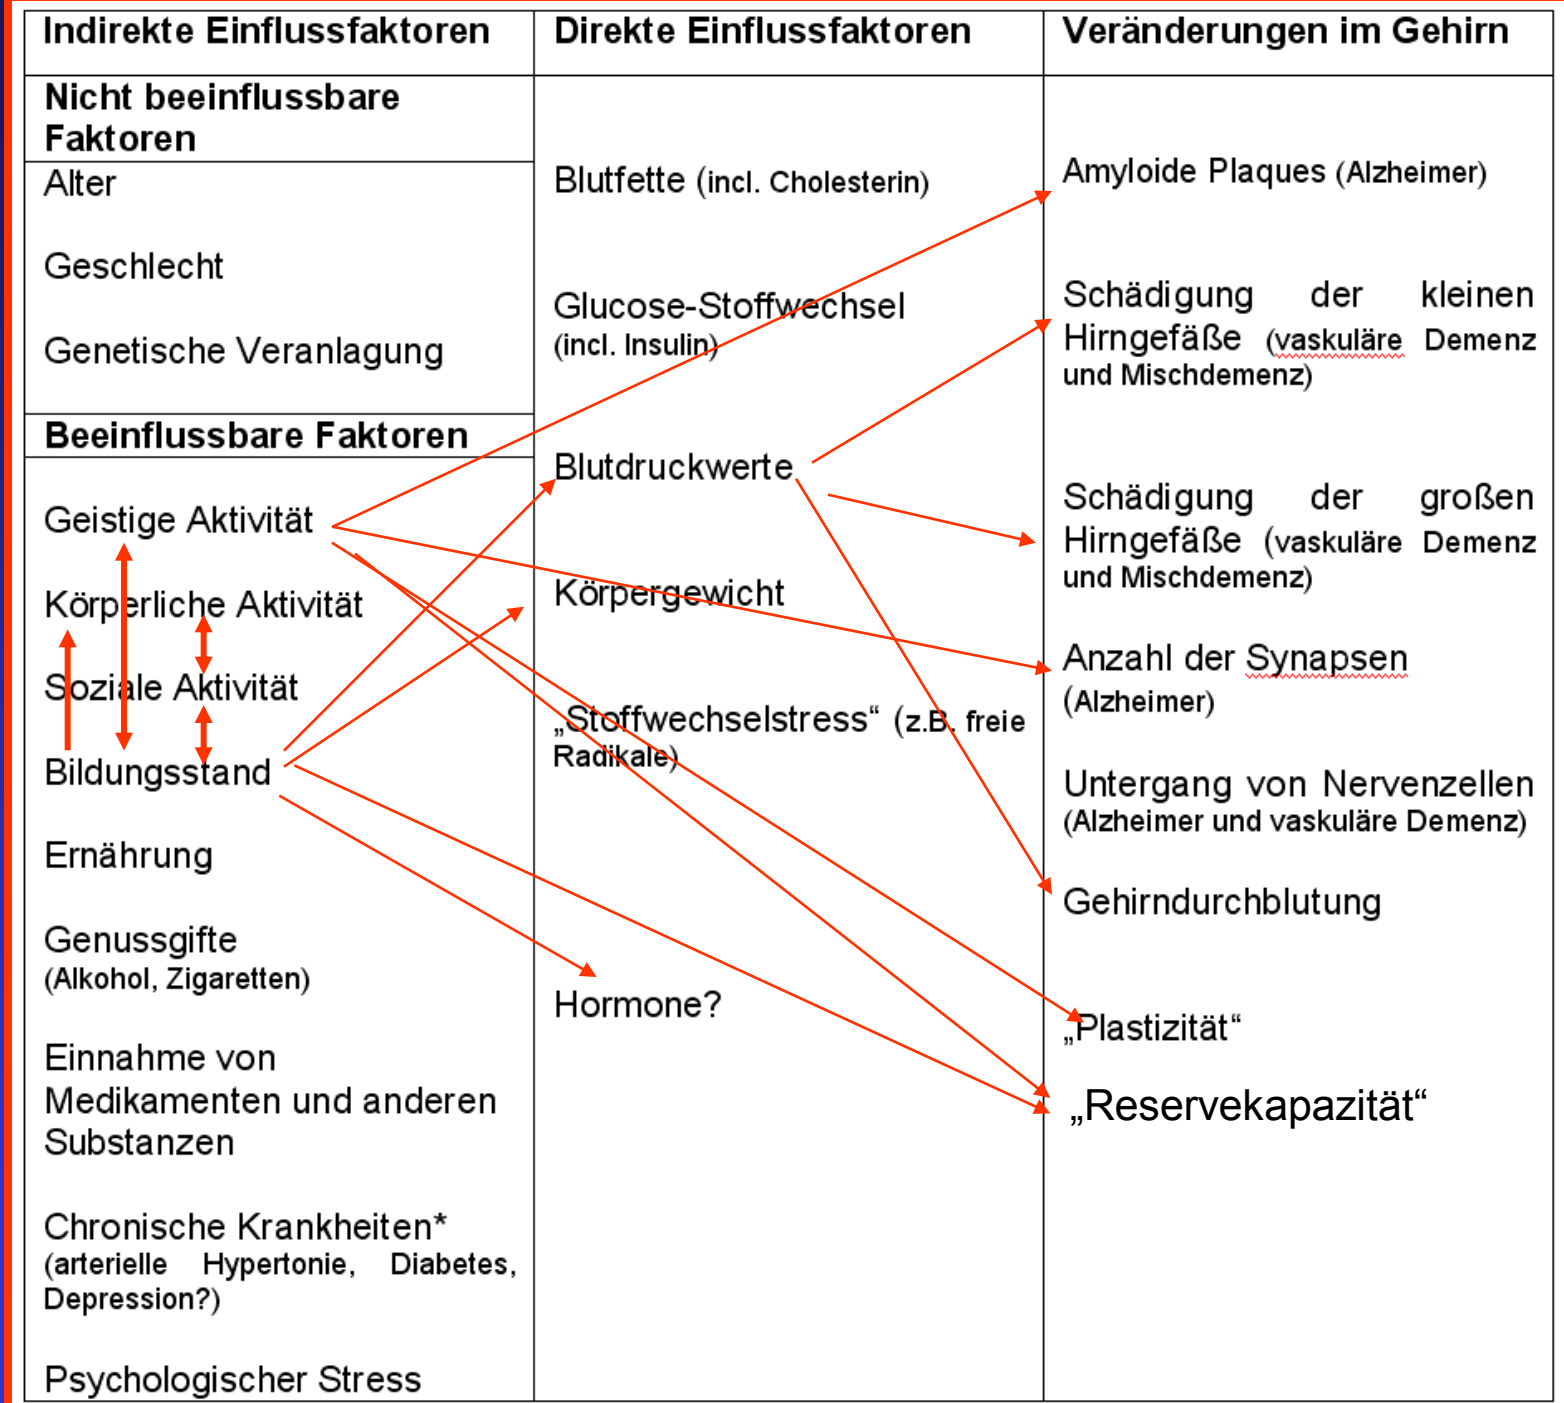 Indirekte Einflussfaktoren
Direkte Einflussfaktoren
Veränderungen im Gehirn
Nicht beeinflussbare
Faktoren
Alter
Geschlecht
Genetische Veranlagung
Beeinflussbare Faktoren
Geistige Aktivität
Körperliche Aktivität
Soziale Aktivität
Bildungsstand
Ernährung
Genussgifte
(Alkohol, Zigaretten)
Einnahme von
Medikamenten und anderen
Substanzen
Chronische Krankheiten*
(arterielle Hypertonie, Diabetes,
Depression?)
Psychologischer Stress
Blutfette (incl. Cholesterin)
Glucose-Stoffwechsel
(incl. Insulin)
Blutdruckwerte
Körpergewicht
„Stoffwechselstress“ (z.B. freie
Radikale)
Hormone?
Amyloide Plaques (Alzheimer)
Schädigung der kleinen
Hirngefäße (vaskuläre Demenz
und Mischdemenz)
Schädigung der großen
Hirngefäße (vaskuläre Demenz
und Mischdemenz)
Anzahl der Synapsen
(Alzheimer)
Untergang von Nervenzellen
(Alzheimer und vaskuläre Demenz)
Gehirndurchblutung
„Plastizität“
„Reservekapazität“